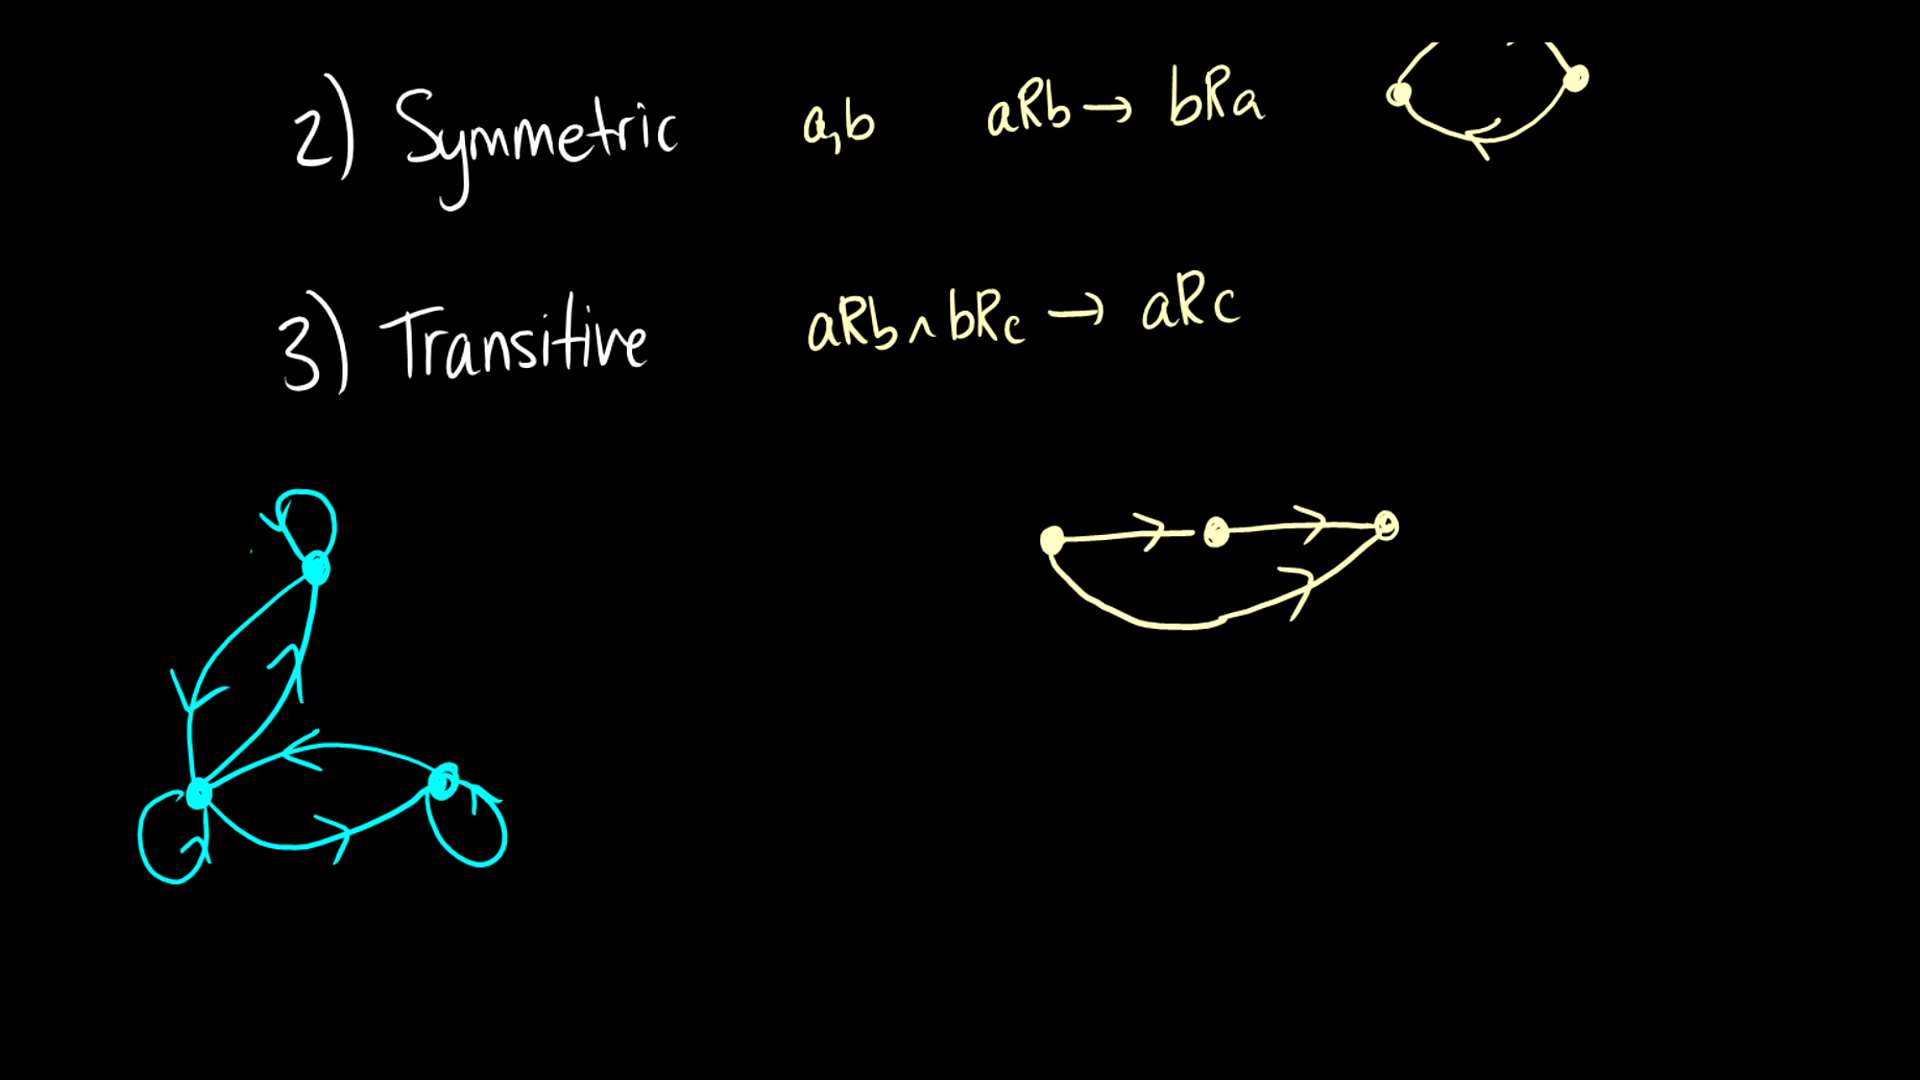 2) Symmetric a,b aRb → bRa
3) Transitive aRb ∧ bRc → aRc